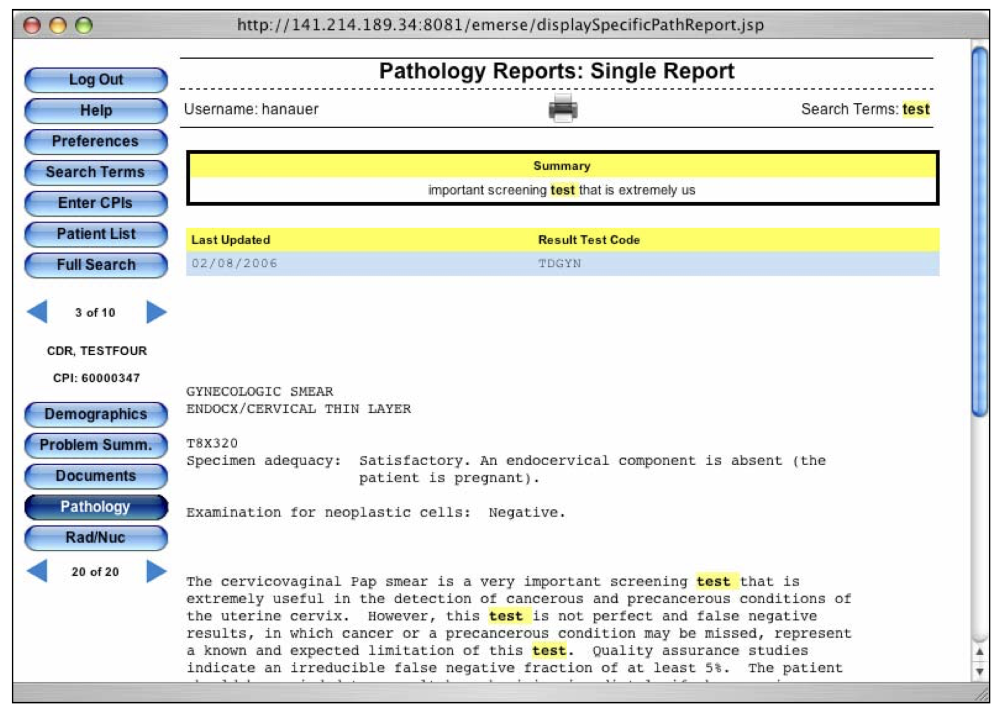 http://141.214.189.34:8081/emerse/displaySpecificPathReport.jsp
Log Out
Help
Preferences
Search Terms
Enter CPIs
Patient List
Full Search
3 of 10
CDR, TESTFOUR
CPI: 60000347
Demographics
Problem Summ.
Documents
Pathology
Rad/Nuc
20 of 20
Pathology Reports: Single Report
Username: hanauer Search Terms: test
Summary
important screening test that is extremely us
Last Updated Result Test Code
02/08/2006 TDGYN
GYNECOLOGIC SMEAR
ENDOCX/CERVICAL THIN LAYER
T8X320
Specimen adequacy: Satisfactory. An endocervical component is absent (the
patient is pregnant).
Examination for neoplastic cells: Negative.
The cervicovaginal Pap smear is a very important screening test that is
extremely useful in the detection of cancerous and precancerous conditions of
the uterine cervix. However, this test is not perfect and false negative
results, in which cancer or a precancerous condition may be missed, represent
a known and expected limitation of this test. Quality assurance studies
indicate an irreducible false negative fraction of at least 5%. The patient